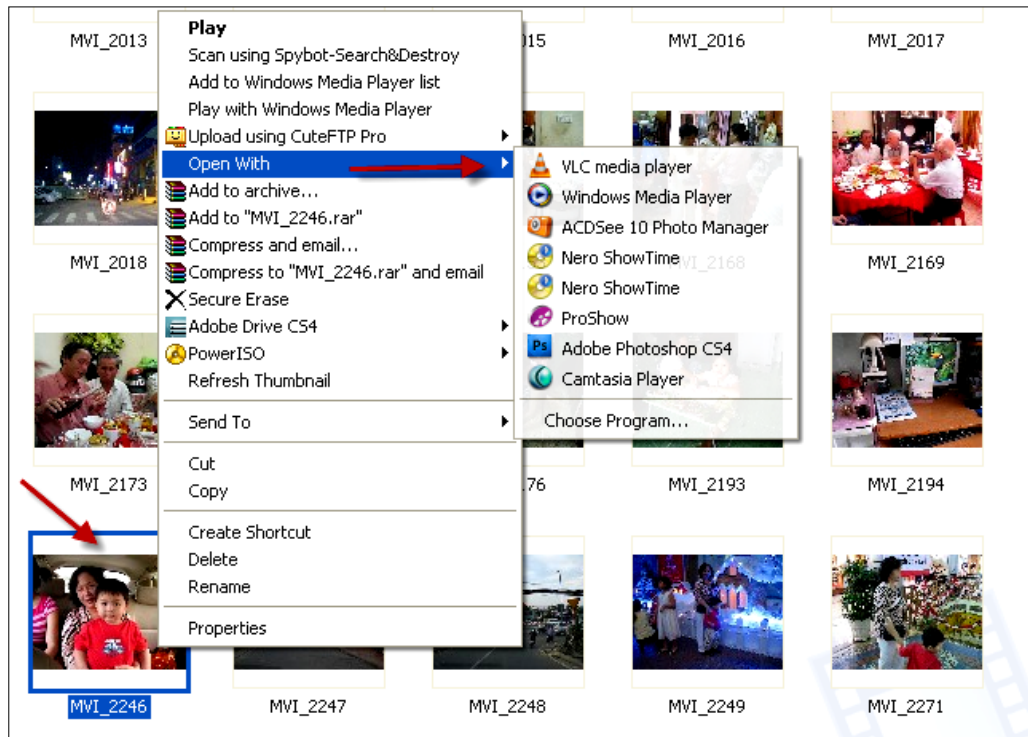 MVI_2013
015
MVI_2016
MVI_2017
Play
Scan using Spybot-Search&Destroy
Add to Windows Media Player list
Play with Windows Media Player
Upload using CuteFTP Pro
Open With
Add to archive...
Add to "MVI_2246.rar"
Compress and email...
Compress to "MVI_2246.rar" and email
Secure Erase
Adobe Drive CS4
PowerISO
Refresh Thumbnail
Send To
Cut
Copy
Create Shortcut
Delete
Rename
Properties
VLC media player
Windows Media Player
ACDSee 10 Photo Manager
Nero ShowTime
Nero ShowTime
ProShow
Ps Adobe Photoshop CS4
Camtasia Player
Choose Program...
MVI_2018
MVI_2168
MVI_2169
MVI_2173
176
MVI_2193
MVI_2194
MVI_2246
MVI_2247
MVI_2248
MVI_2249
MVI_2271